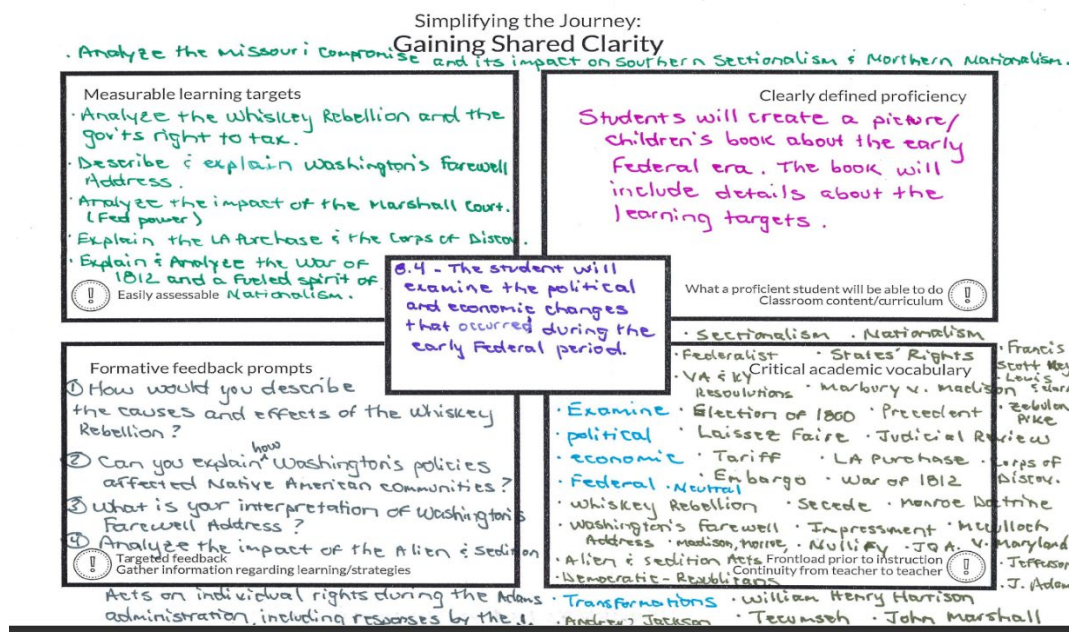 Simplifying the Journey:
Gaining Shared Clarity
· Analyze the Missouri Compromise and its impact on Southern Sectionalism & Northern Nationalism.
Measurable learning targets
· Analyze the Whiskey Rebellion and the
gov't's right to tax.
· Describe & explain Washington's Farewell
Address.
· Analyze the impact of the Marshall Court.
(Fed power)
· Explain the LA Purchase & the Corps of Discov.
· Explain & Analyze the War of
1812 and a fueled spirit of
Nationalism.
Easily assessable
Clearly defined proficiency
Students will create a picture/
children's book about the early
Federal era. The book will
include details about the
learning targets.
What a proficient student will be able to do
Classroom content/curriculum
8.4 - The student will
examine the political
and economic changes
that occurred during the
early Federal period.
Formative feedback prompts
① How would you describe
the causes and effects of the Whiskey
Rebellion?
② Can you explain how Washington's policies
affected Native American communities?
③ What is your interpretation of Washington's
Farewell Address?
④ Analyze the impact of the Alien & Sedition
Targeted feedback
Gather information regarding learning/strategies
Acts on individual rights during the Adams
administration, including responses by the
· Sectionalism · Nationalism
· Federalist · States' Rights
Critical academic vocabulary
· VA & KY
Resoulutions
· Marbury v. Madison
· Francis
Scott Key
· Lewis
· Zebulon
Pike
· Examine · Election of 1800 · Precedent
· political · Laissez Faire · Judicial Review
· economic · Tariff · LA Purchase · Corps of
Discov.
· Federal · Neutral · Embargo · War of 1812
· Whiskey Rebellion · Secede · Monroe Doctrine
· Washington's Farewell · Impressment · McCulloch
Address · Madison, Monroe · Nullify · JQA v. Maryland
· Alien & Sedition Acts
Frontload prior to instruction
· Jefferson
· Democratic-Republicans
Continuity from teacher to teacher
· J. Adams
· Transformations · William Henry Harrison
· Andrew Jackson · Tecumseh · John Marshall